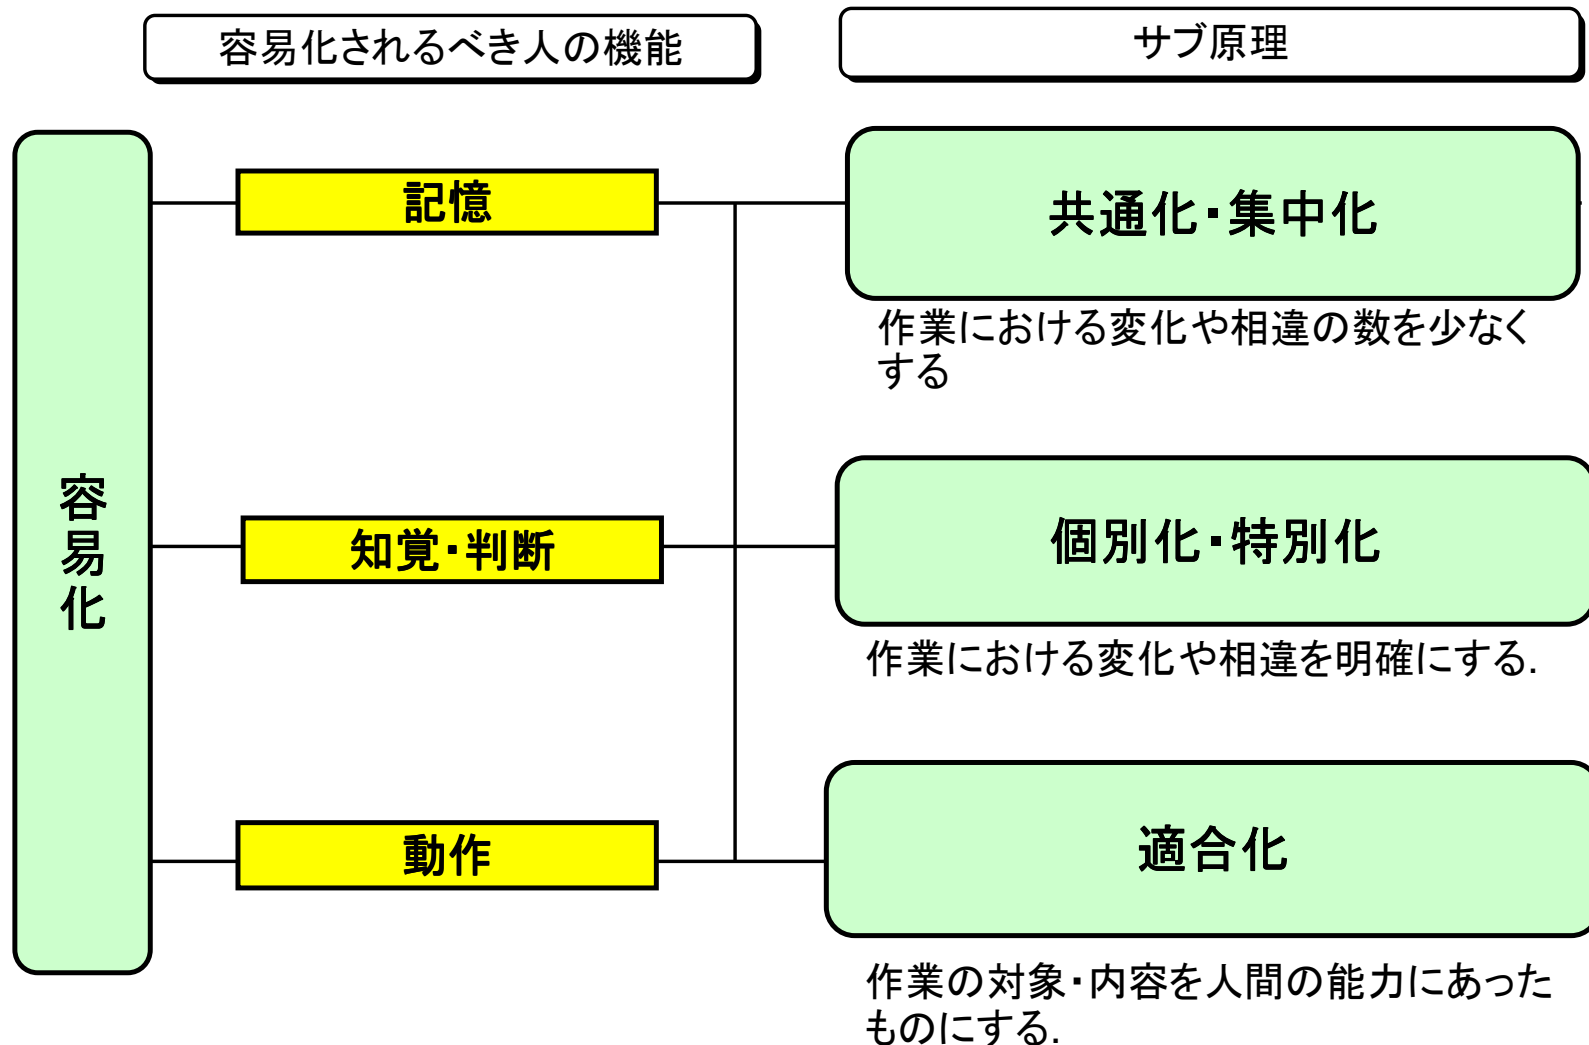 容易化されるべき人の機能
サブ原理
容易化
記憶
共通化・集中化
作業における変化や相違の数を少なく
する
知覚・判断
個別化・特別化
作業における変化や相違を明確にする.
動作
適合化
作業の対象・内容を人間の能力にあった
ものにする.